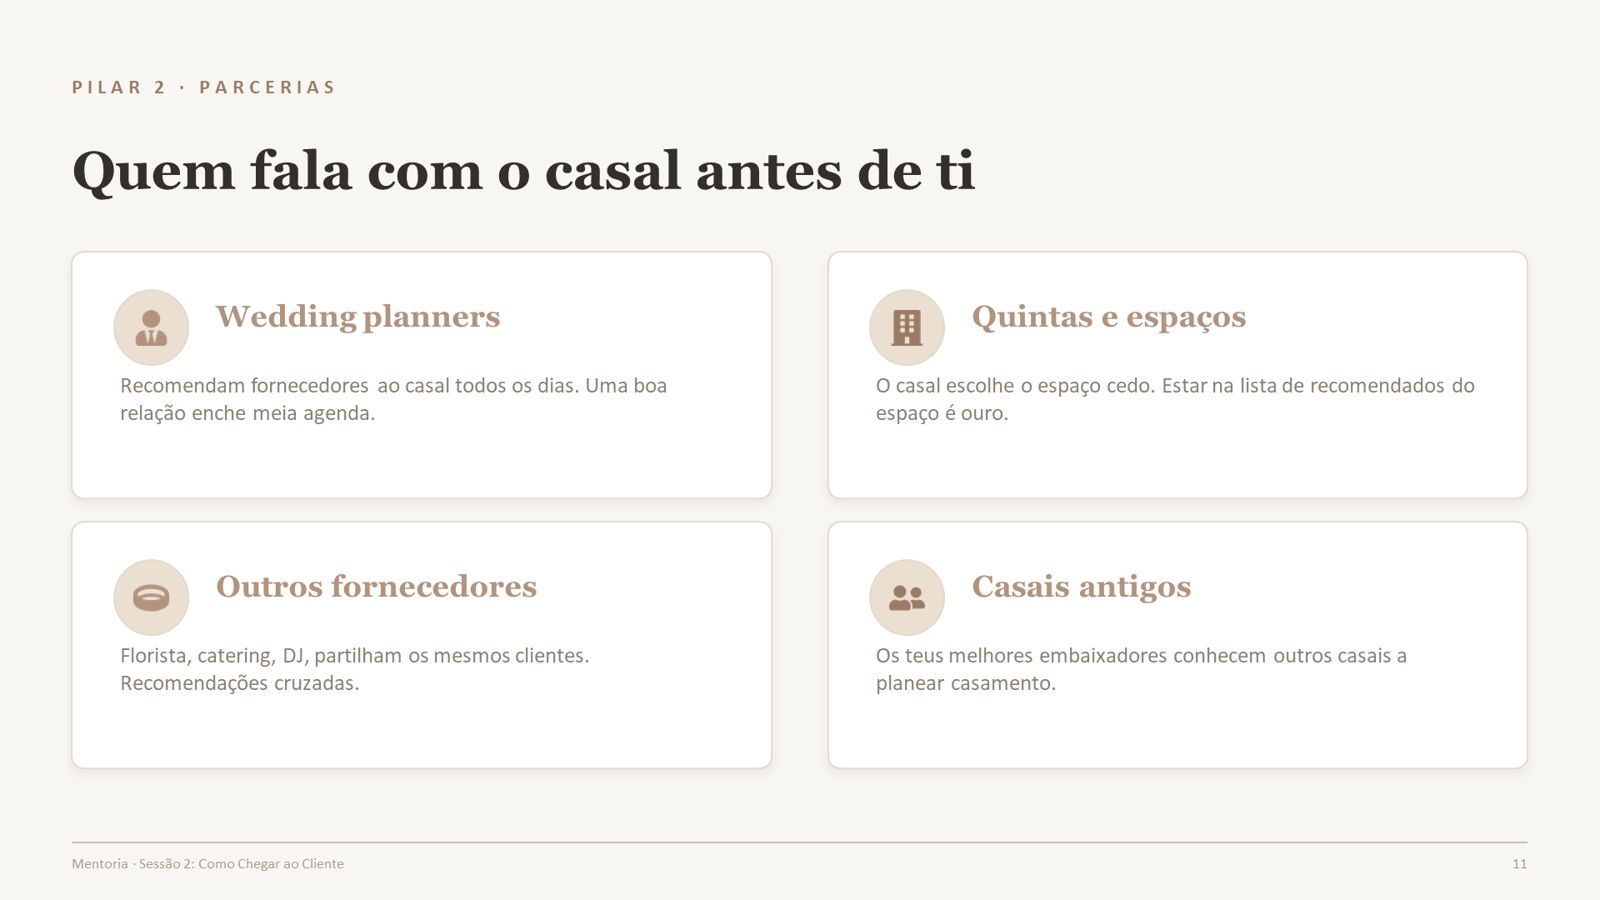 PILAR 2 · PARCERIAS
Quem fala com o casal antes de ti
Wedding planners
Recomendam fornecedores ao casal todos os dias. Uma boa
relação enche meia agenda.
Quintas e espaços
O casal escolhe o espaço cedo. Estar na lista de recomendados do
espaço é ouro.
Outros fornecedores
Florista, catering, DJ, partilham os mesmos clientes.
Recomendações cruzadas.
Casais antigos
Os teus melhores embaixadores conhecem outros casais a
planear casamento.
Mentoria · Sessão 2: Como Chegar ao Cliente
11